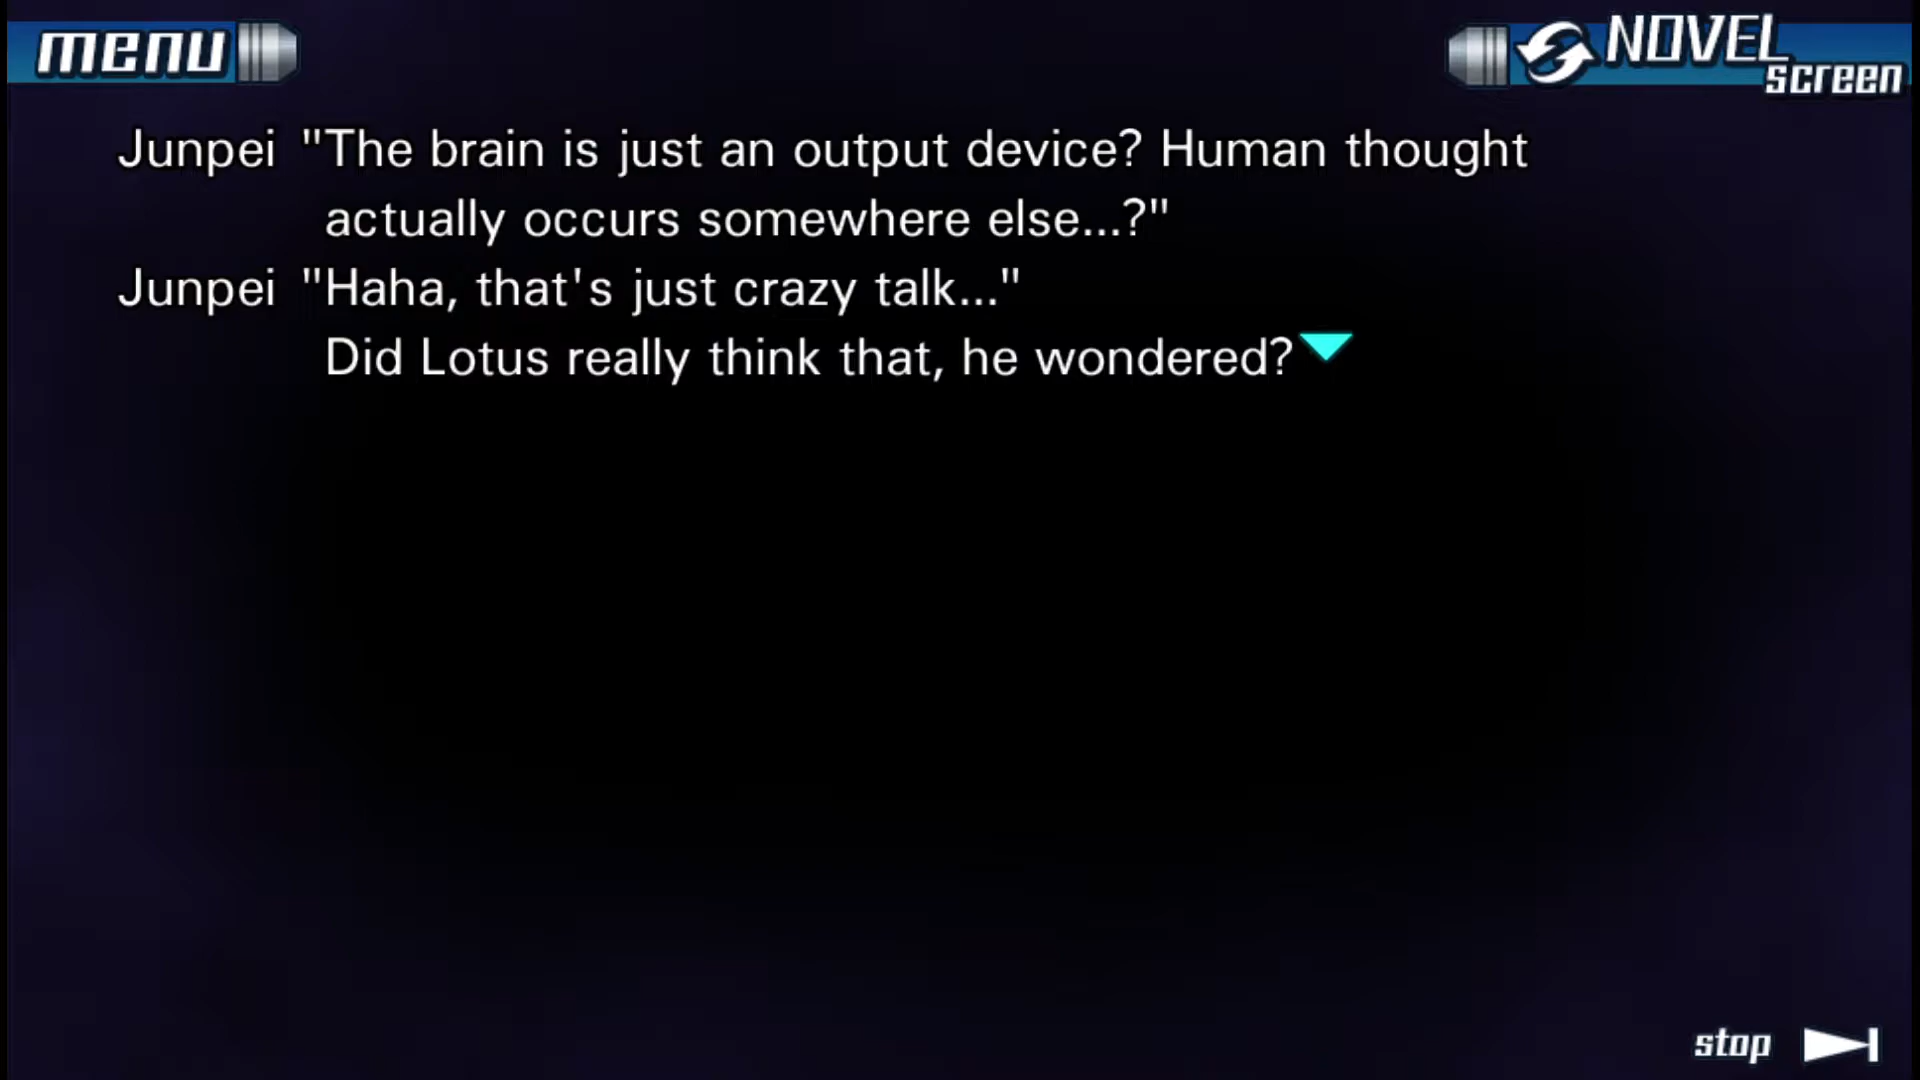 menu
NOVEL
screen
Junpei "The brain is just an output device? Human thought
actually occurs somewhere else...?"
Junpei "Haha, that's just crazy talk..."
Did Lotus really think that, he wondered?
stop